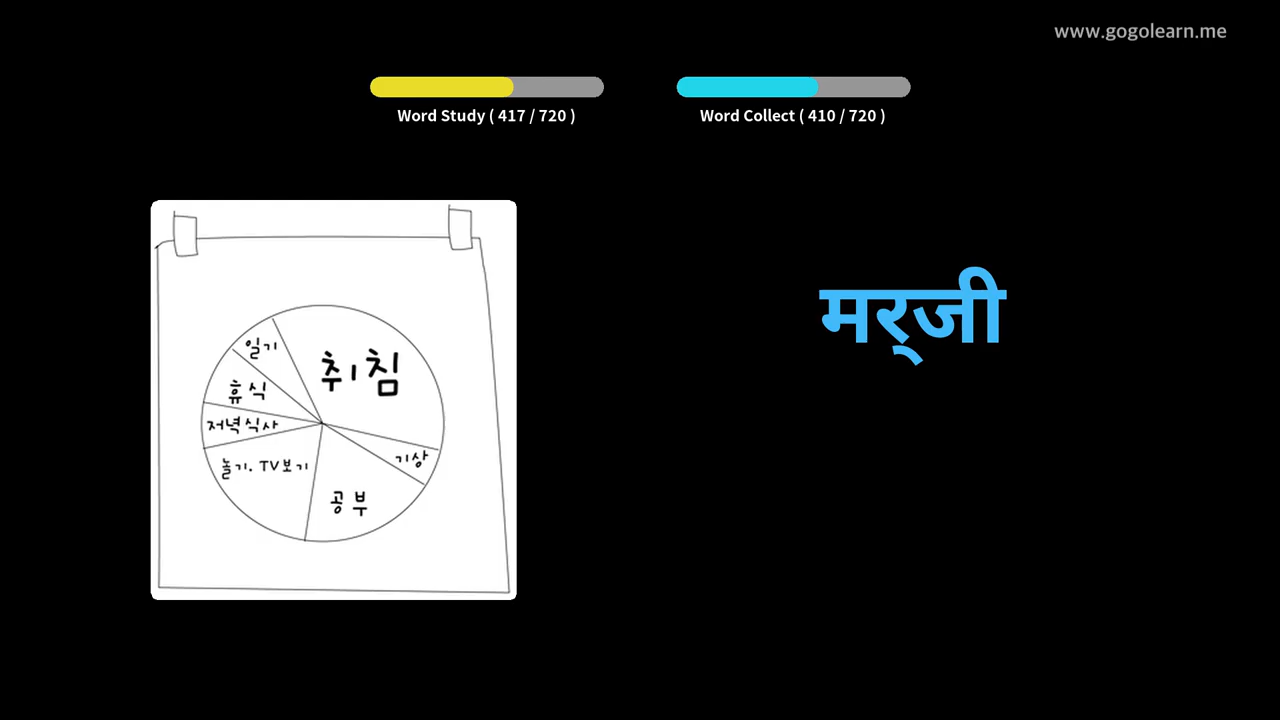 www.gogolearn.me
Word Study ( 417 / 720 )
Word Collect ( 410 / 720 )
일기
취침
휴식
저녁식사
놀기. TV보기
기상
공부
मर्‌जी